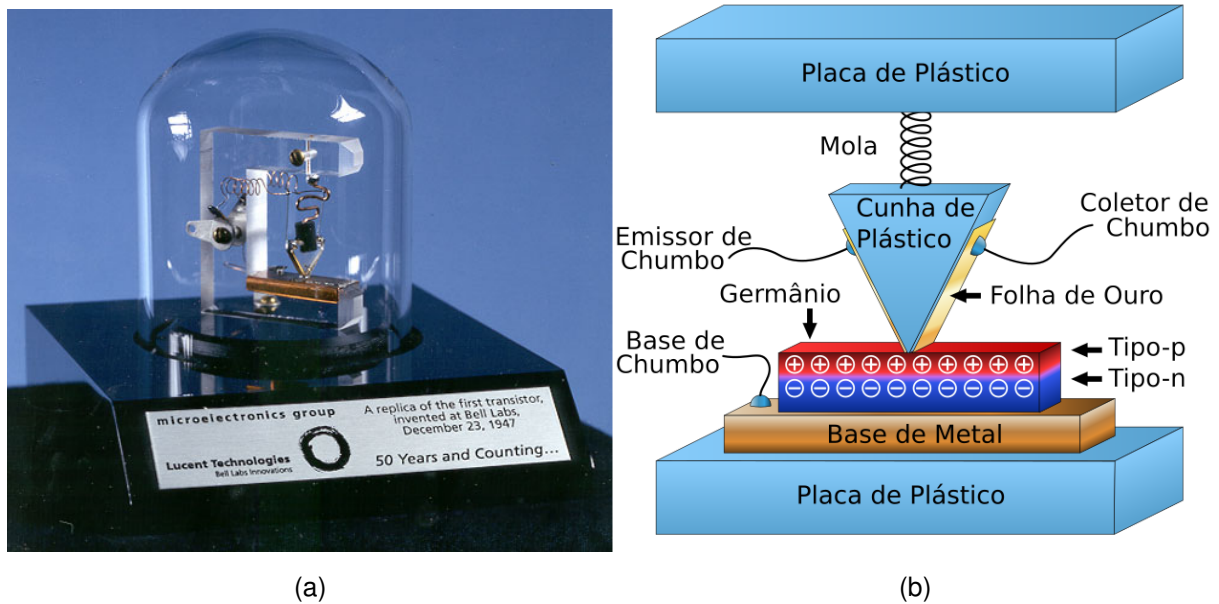 microelectronics group
A replica of the first transistor,
invented at Bell Labs,
December 23, 1947
Lucent Technologies
Bell Labs Innovations
50 Years and Counting...
(a)
Placa de Plástico
Mola
Cunha de
Plástico
Emissor de
Chumbo
Coletor de
Chumbo
Germânio
Folha de Ouro
Base de
Chumbo
Tipo-p
Tipo-n
Base de Metal
Placa de Plástico
(b)